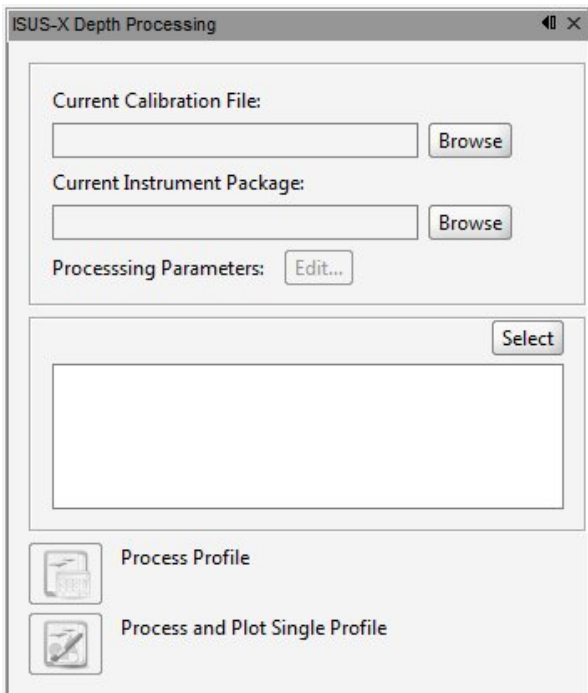 ISUS-X Depth Processing
Current Calibration File:
Browse
Current Instrument Package:
Browse
Processsing Parameters: Edit...
Select
Process Profile
Process and Plot Single Profile